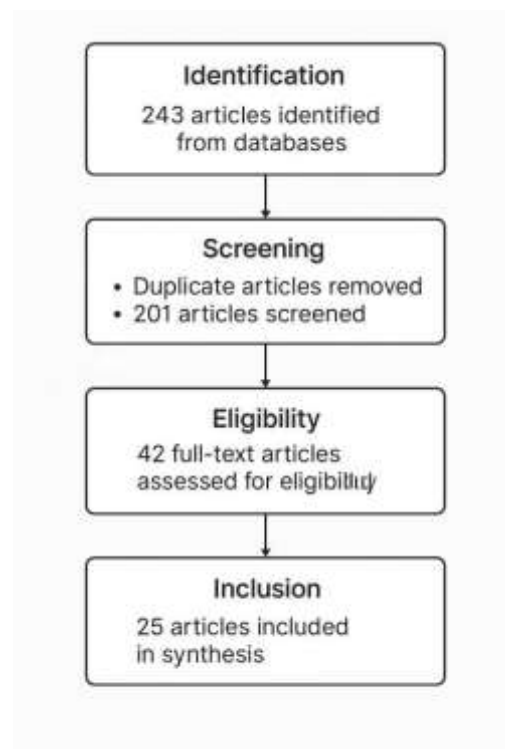 Identification
243 articles identified
from databases
Screening
• Duplicate articles removed
• 201 articles screened
Eligibility
42 full-text articles
assessed for
Inclusion
25 articles included
in synthesis